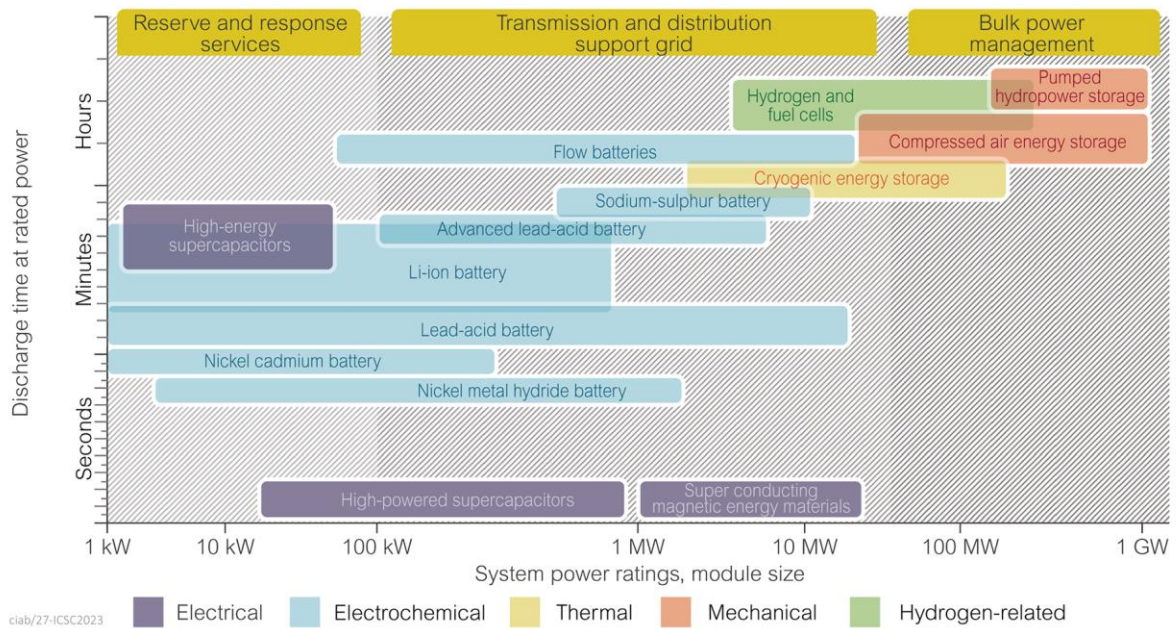 Reserve and response
services
Transmission and distribution
support grid
Bulk power
management
Discharge time at rated power
Hours
Minutes
Seconds
Pumped
hydropower storage
Hydrogen and
fuel cells
Compressed air energy storage
Flow batteries
Cryogenic energy storage
Sodium-sulphur battery
High-energy
supercapacitors
Advanced lead-acid battery
Li-ion battery
Lead-acid battery
Nickel cadmium battery
Nickel metal hydride battery
High-powered supercapacitors
Super conducting
magnetic energy materials
1 kW
10 kW
100 kW
1 MW
10 MW
100 MW
1 GW
System power ratings, module size
Electrical
Electrochemical
Thermal
Mechanical
Hydrogen-related
ciab/27-ICSC2023